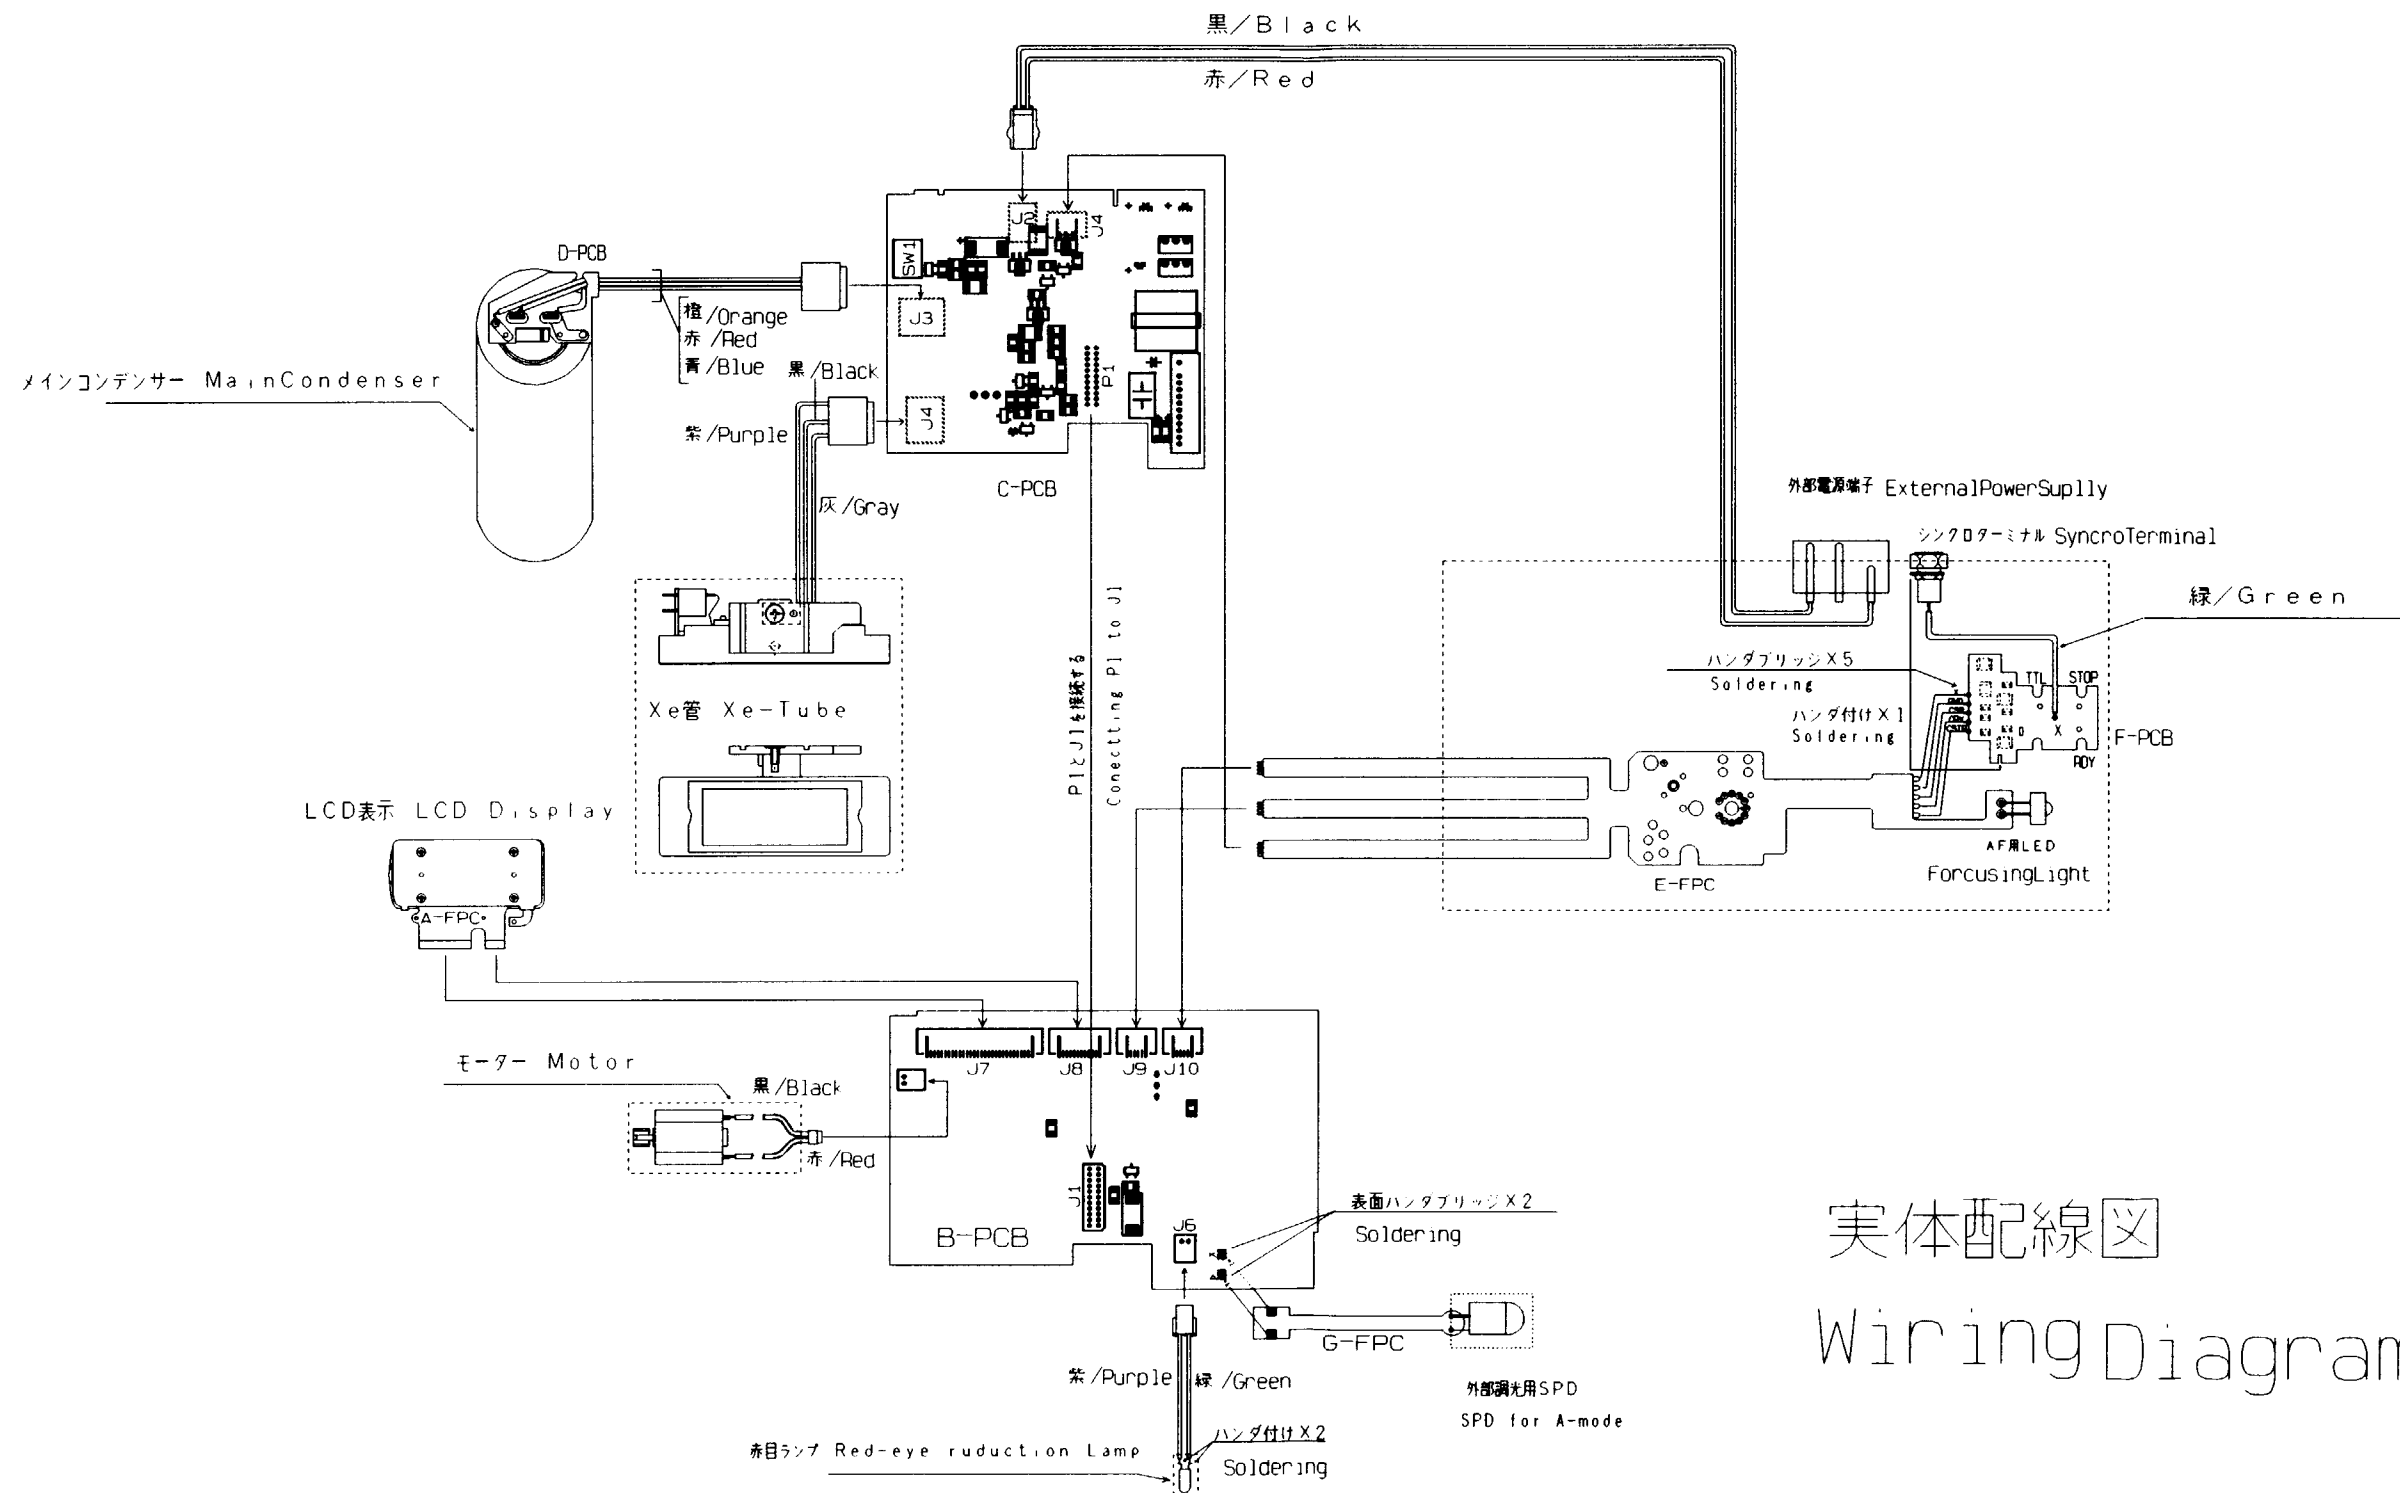 黒/Black
赤/Red
J2
J4
SW1
D-PCB
J3
橙/Orange
赤/Red
青/Blue
黒/Black
メインコンデンサー MainCondenser
P1
J4
紫/Purple
C-PCB
灰/Gray
外部電源端子 ExternalPowerSuplly
シンクロターミナル SyncroTerminal
緑/Green
P1とJ1を接続する
Conectting P1 to J1
ハンダブリッジX5
Soldering
TTL
STOP
Xe管 Xe-Tube
ハンダ付けX1
Soldering
X
F-PCB
RDY
LCD表示 LCD Display
AF用LED
ForcusingLight
E-FPC
A-FPC
モーター Motor
J7
J8
J9
J10
黒/Black
赤/Red
J1
表面ハンダブリッジX2
Soldering
J6
B-PCB
実体配線図
Wiring Diagram
G-FPC
紫/Purple
緑/Green
外部調光用SPD
SPD for A-mode
ハンダ付けX2
Soldering
赤目ランプ Red-eye ruduction Lamp